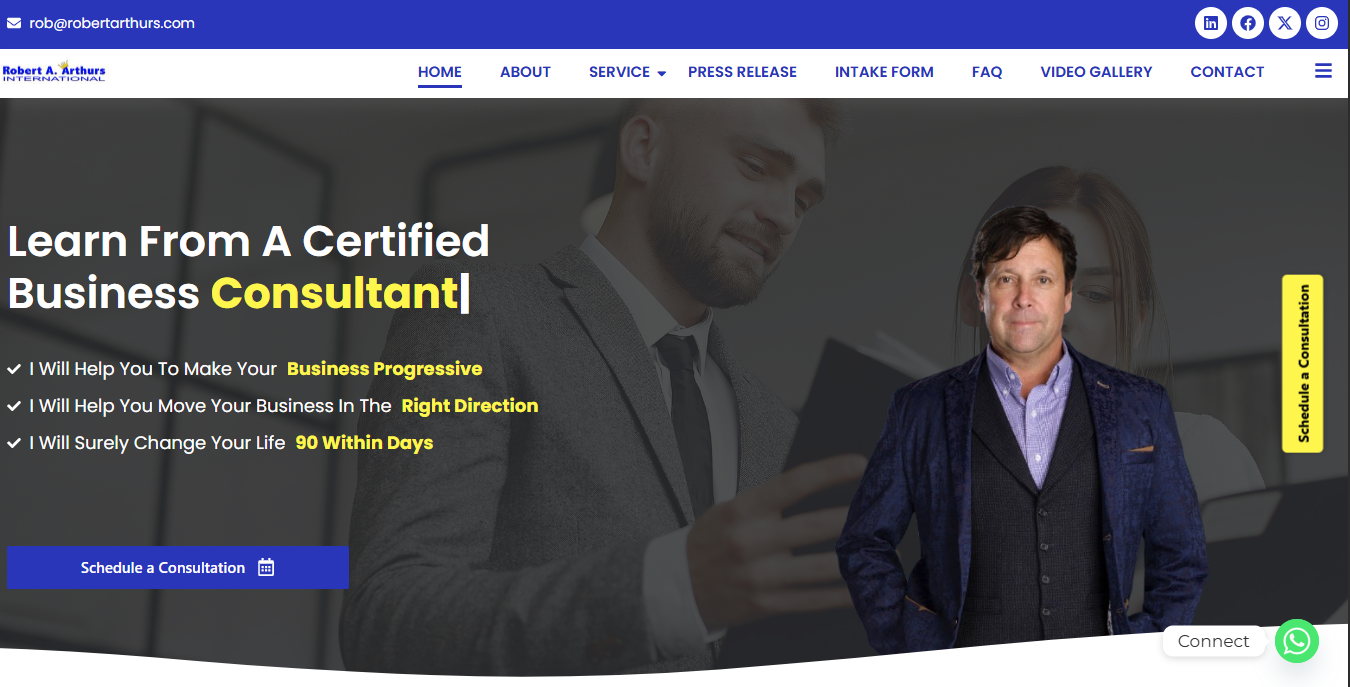 rob@robertarthurs.com
Robert A. Arthurs
INTERNATIONAL
HOME ABOUT SERVICE PRESS RELEASE INTAKE FORM FAQ VIDEO GALLERY CONTACT
Learn From A Certified
Business Consultant|
I Will Help You To Make Your Business Progressive
I Will Help You Move Your Business In The Right Direction
I Will Surely Change Your Life 90 Within Days
Schedule a Consultation
Schedule a Consultation
Connect